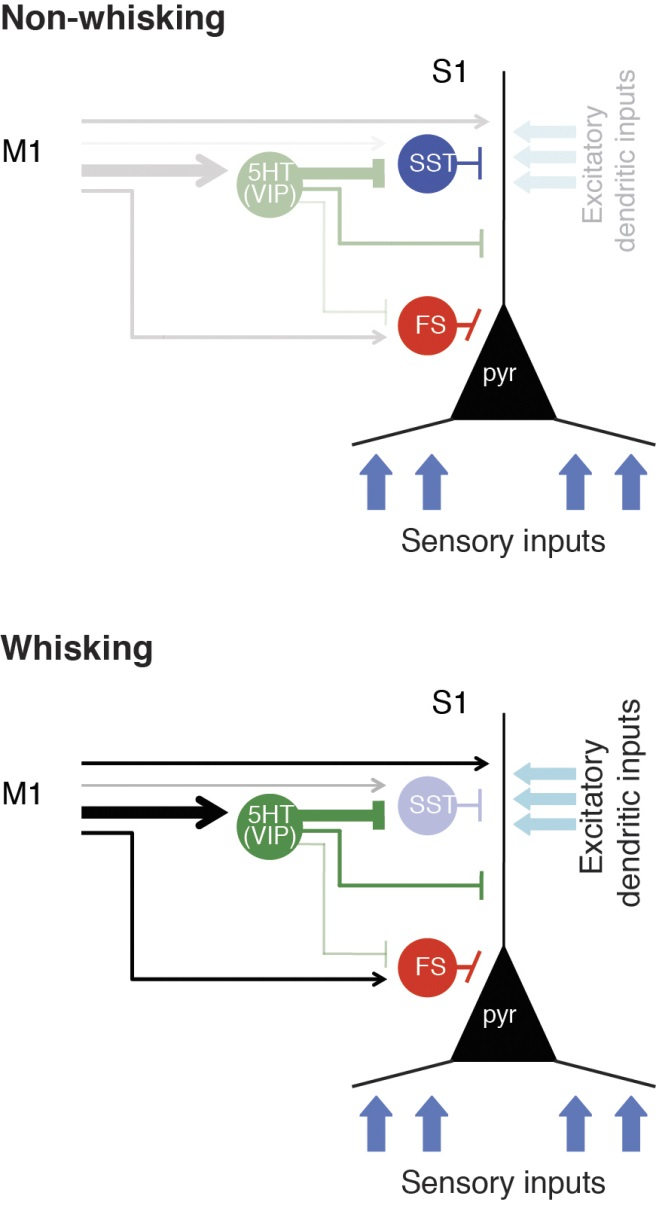 Non-whisking
S1
M1
5HT
(VIP)
SST
Excitatory
dendritic inputs
FS
pyr
Sensory inputs
Whisking
S1
M1
5HT
(VIP)
SST
Excitatory
dendritic inputs
FS
pyr
Sensory inputs